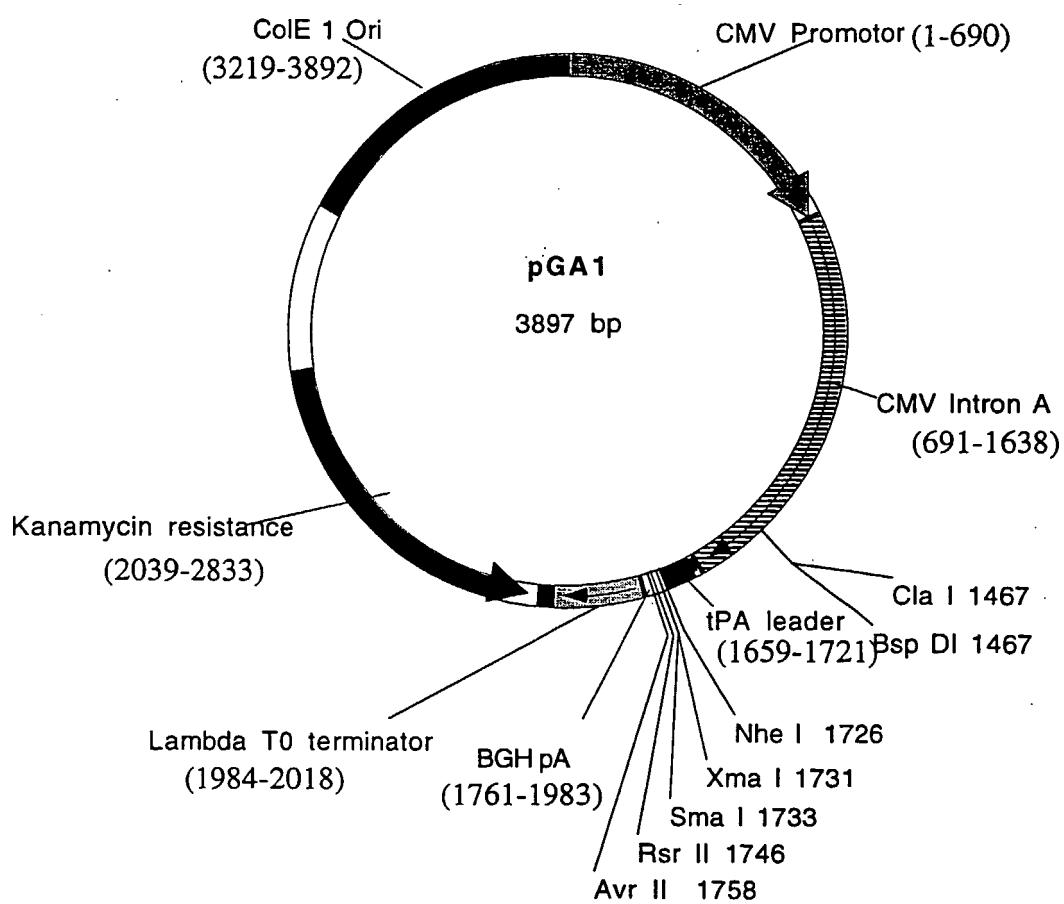 ColE 1 Ori
(3219-3892)
CMV Promotor (1-690)
pGA1
3897 bp
CMV Intron A
(691-1638)
Kanamycin resistance
(2039-2833)
Cla I 1467
tPA leader
(1659-1721)
Bsp DI 1467
Nhe I 1726
Lambda T0 terminator
(1984-2018)
BGH pA
(1761-1983)
Xma I 1731
Sma I 1733
Rsr II 1746
Avr II 1758